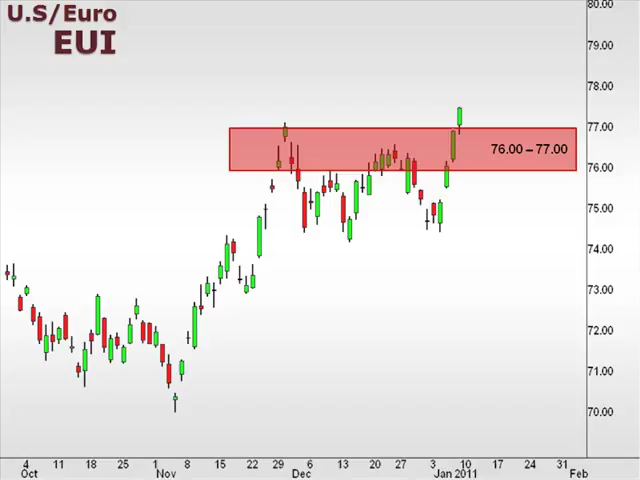 U.S/Euro
EUI
80.00
79.00
78.00
77.00
76.00 – 77.00
76.00
75.00
74.00
73.00
72.00
71.00
70.00
4 11 18 25 1 8 15 22 29 6 13 20 27 3 10 17 24 31
Oct Nov Dec Jan 2011 Feb